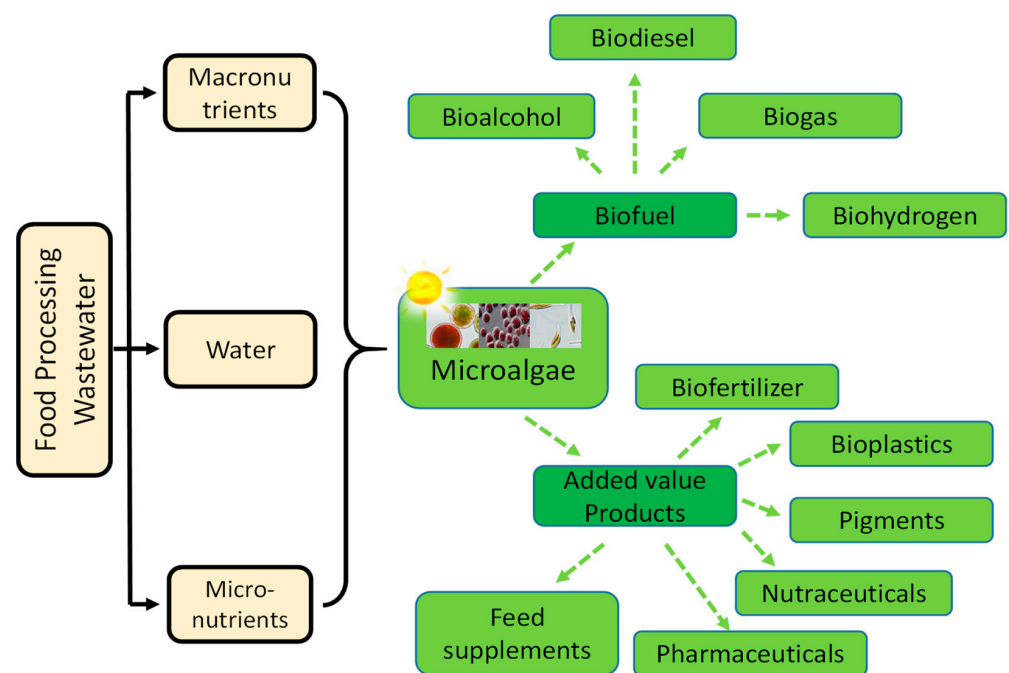 Food Processing
Wastewater
Macronu
trients
Water
Micro-
nutrients
Microalgae
Biofuel
Bioalcohol
Biodiesel
Biogas
Biohydrogen
Added value
Products
Biofertilizer
Bioplastics
Pigments
Nutraceuticals
Pharmaceuticals
Feed
supplements